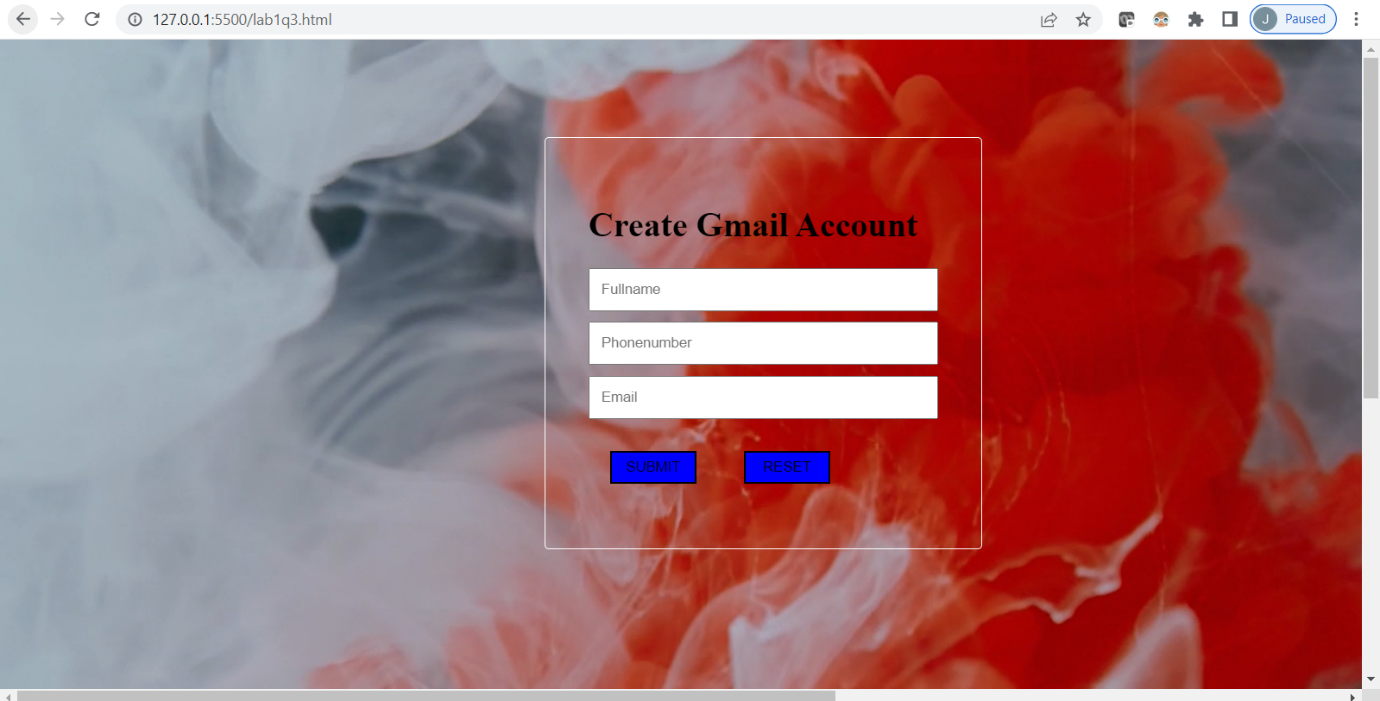 127.0.0.1:5500/lab1q3.html
J Paused
Create Gmail Account
Fullname
Phonenumber
Email
SUBMIT RESET